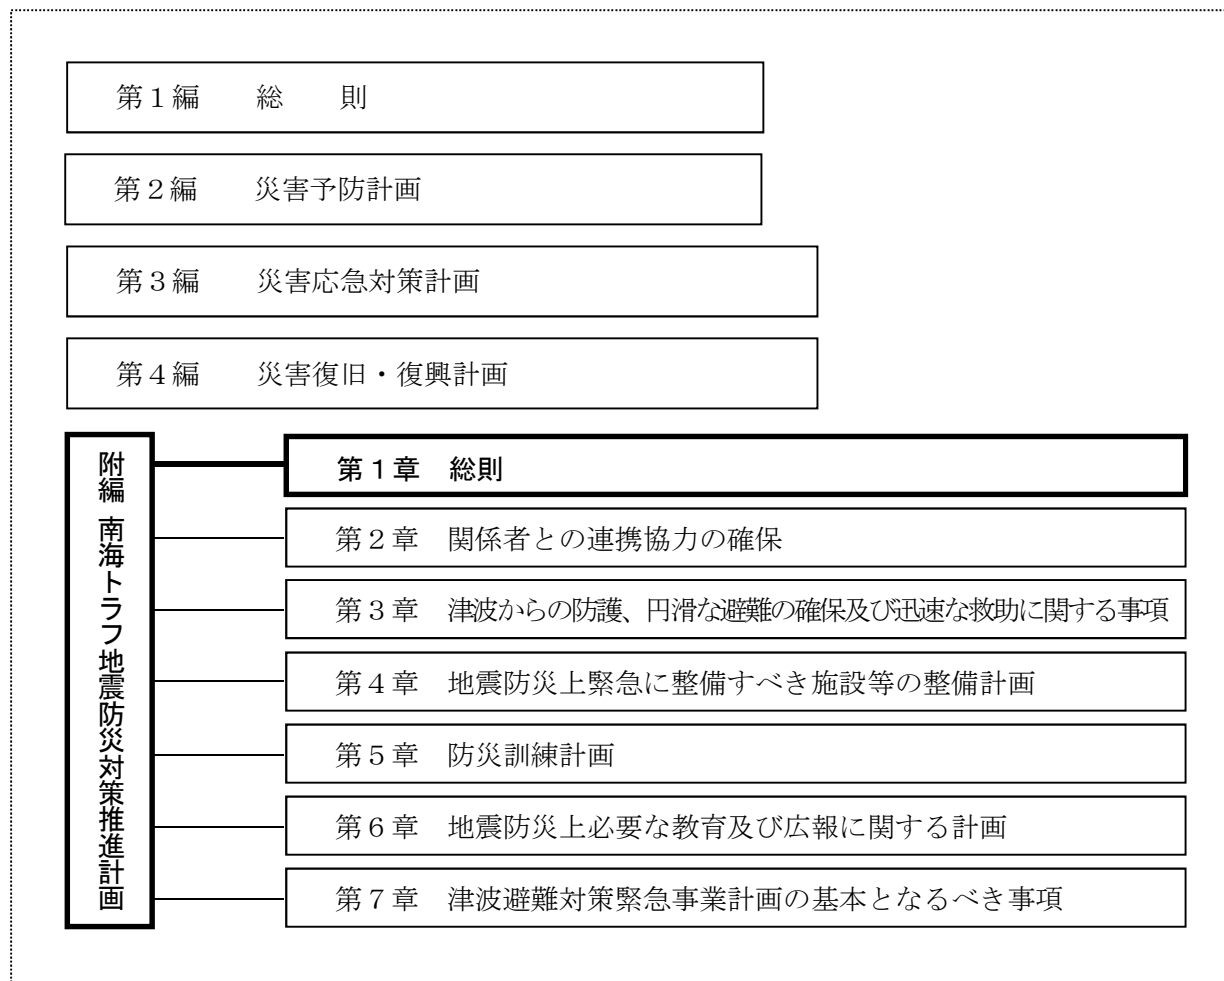 第１編　　総　　則
第２編　　災害予防計画
第３編　　災害応急対策計画
第４編　　災害復旧・復興計画
附編 南海トラフ地震防災対策推進計画
第１章　総則
第２章　関係者との連携協力の確保
第３章　津波からの防護、円滑な避難の確保及び迅速な救助に関する事項
第４章　地震防災上緊急に整備すべき施設等の整備計画
第５章　防災訓練計画
第６章　地震防災上必要な教育及び広報に関する計画
第７章　津波避難対策緊急事業計画の基本となるべき事項